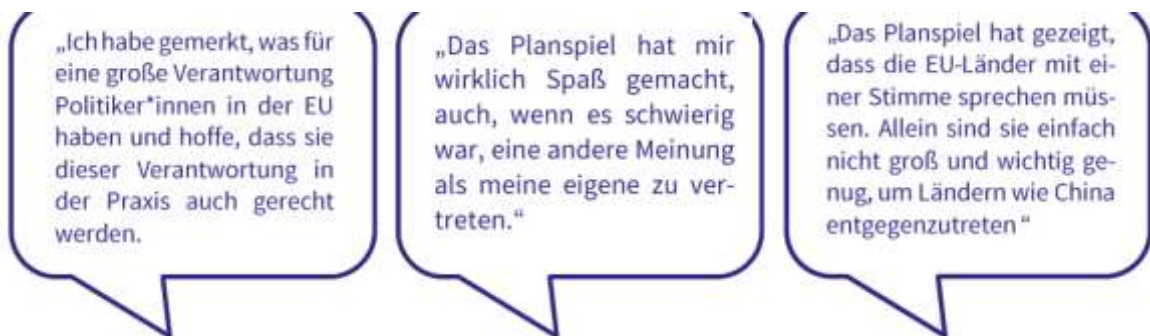 „Ich habe gemerkt, was für
eine große Verantwortung
Politiker*innen in der EU
haben und hoffe, dass sie
dieser Verantwortung in
der Praxis auch gerecht
werden.
„Das Planspiel hat mir
wirklich Spaß gemacht,
auch, wenn es schwierig
war, eine andere Meinung
als meine eigene zu ver-
treten.“
„Das Planspiel hat gezeigt,
dass die EU-Länder mit ei-
ner Stimme sprechen müs-
sen. Allein sind sie einfach
nicht groß und wichtig ge-
nug, um Ländern wie China
entgegenzutreten “